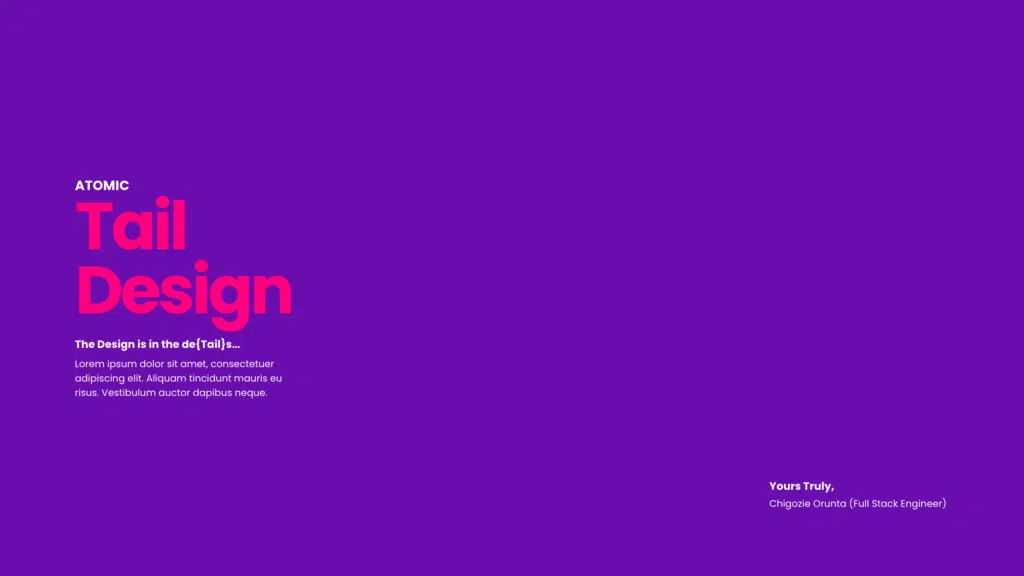 ATOMIC
Tail
Design
The Design is in the de{Tail}s...
Lorem ipsum dolor sit amet, consectetuer
adipiscing elit. Aliquam tincidunt mauris eu
risus. Vestibulum auctor dapibus neque.
Yours Truly,
Chigozie Orunta (Full Stack Engineer)